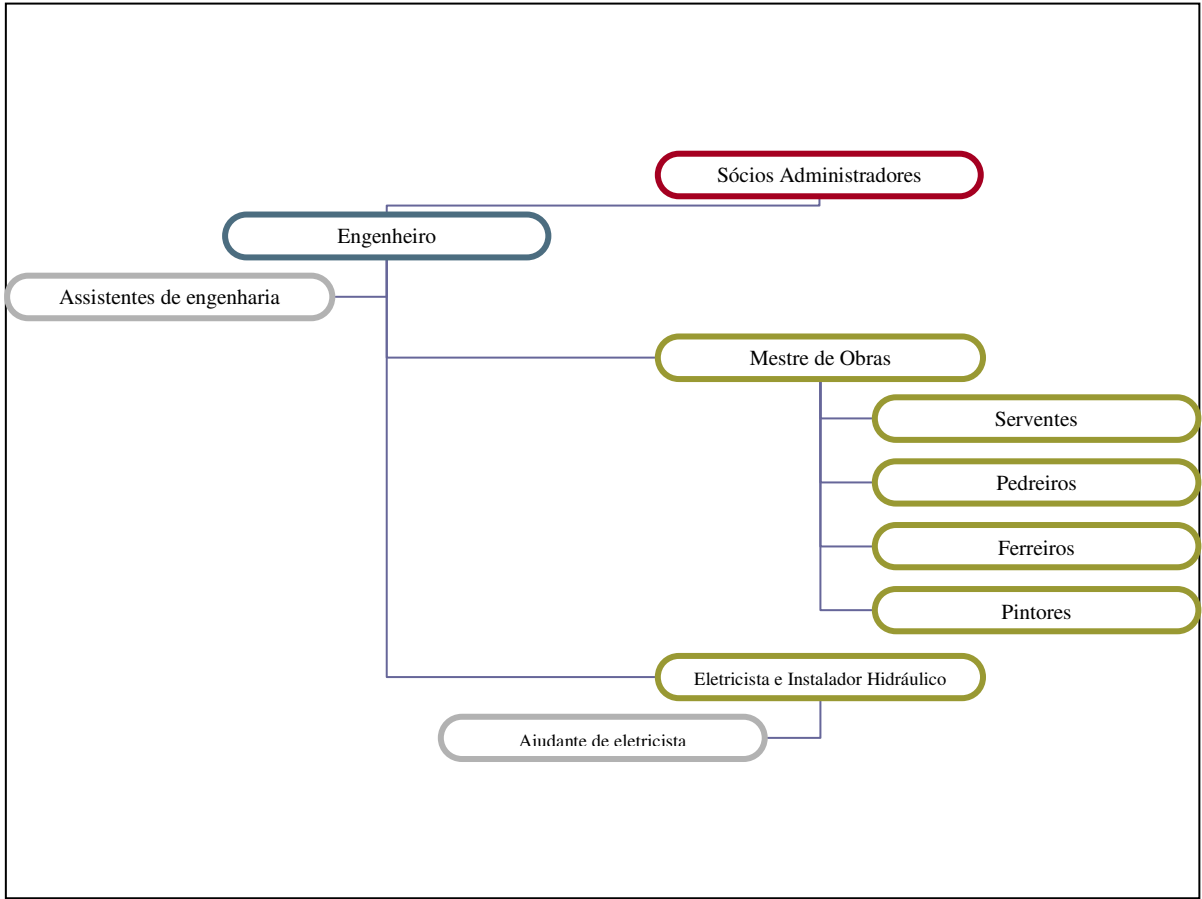 Sócios Administradores
Engenheiro
Assistentes de engenharia
Mestre de Obras
Serventes
Pedreiros
Ferreiros
Pintores
Eletricista e Instalador Hidráulico
Ajudante de eletricista